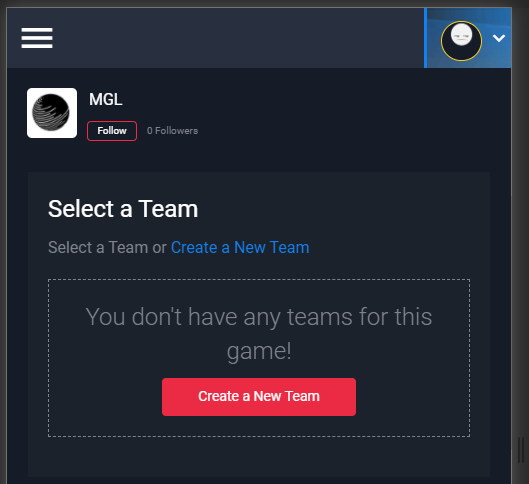 MGL
Follow 0 Followers
Select a Team
Select a Team or Create a New Team
You don't have any teams for this
game!
Create a New Team